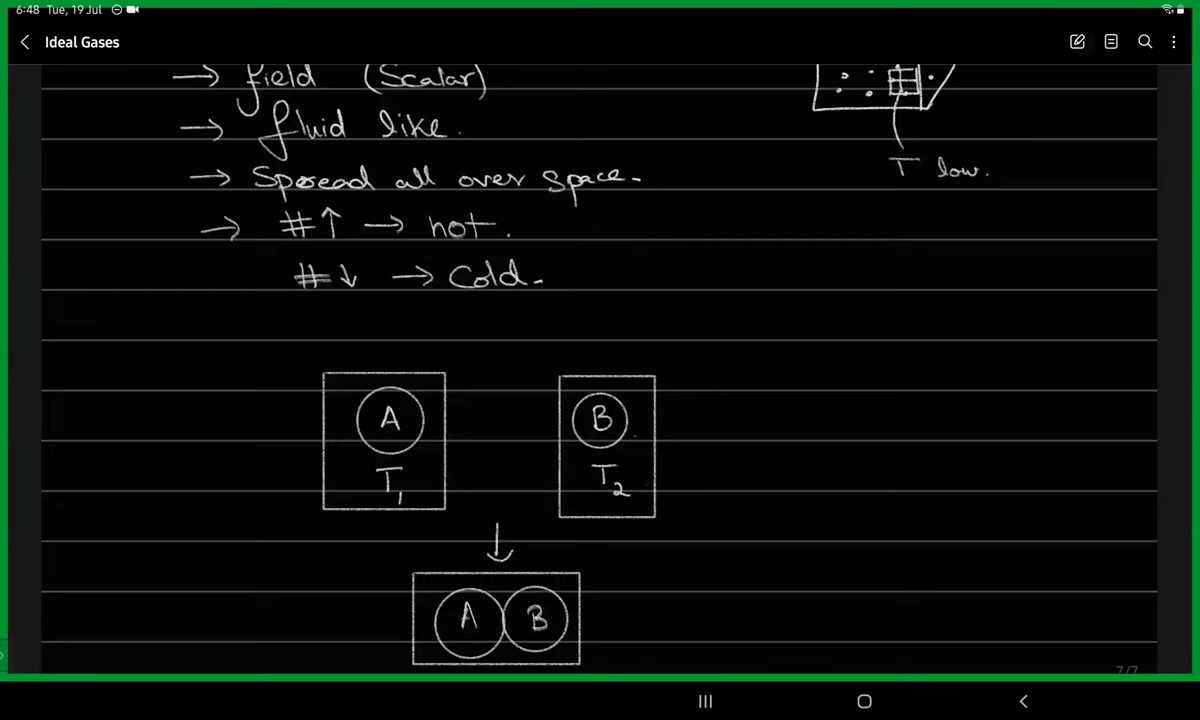 6:48 Tue, 19 Jul
Ideal Gases
→ field (Scalar)
→ fluid like.
T low.
→ Spread all over space.
→ #↑ → hot.
#↓ → Cold.
A
B
T1
T2
↓
A B
7/7